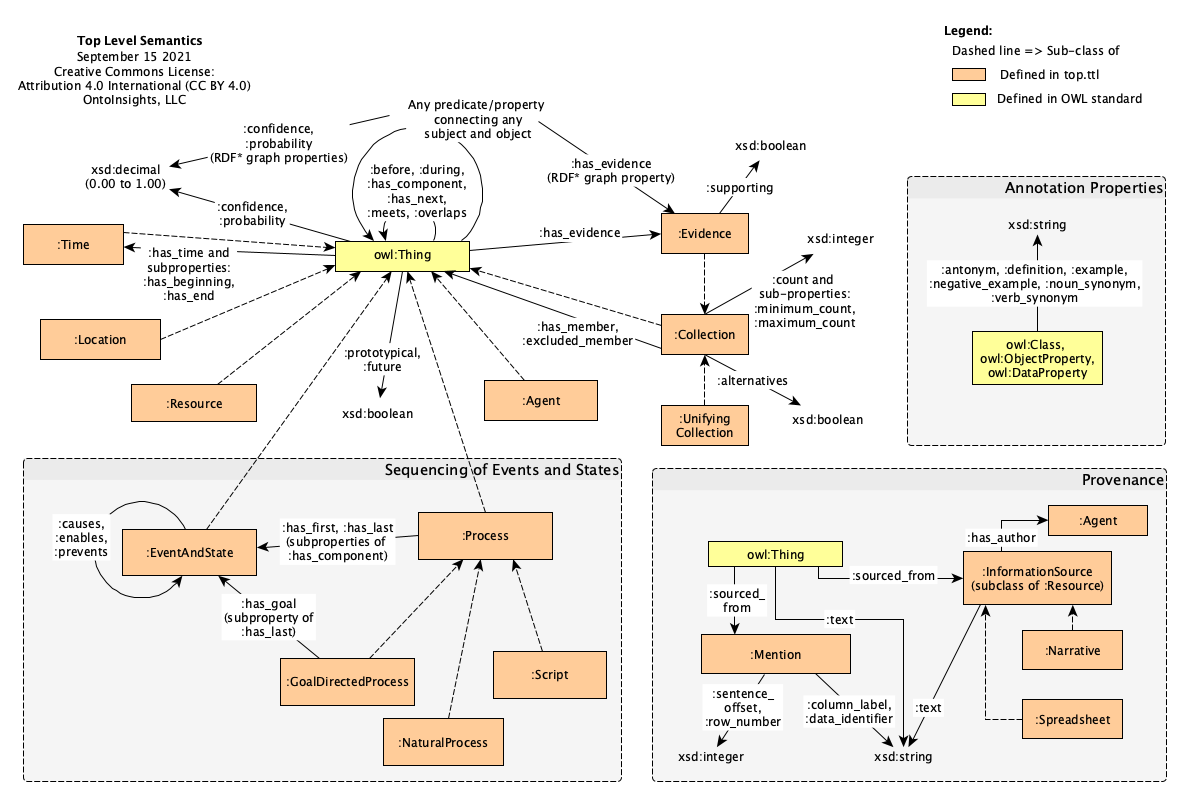 Top Level Semantics
September 15 2021
Creative Commons License:
Attribution 4.0 International (CC BY 4.0)
OntoInsights, LLC
Legend:
Dashed line => Sub-class of
Defined in top.ttl
Defined in OWL standard
Any predicate/property
connecting any
subject and object
:confidence,
:probability
(RDF* graph properties)
xsd:decimal
(0.00 to 1.00)
:confidence,
:probability
:before, :during,
:has_component,
:has_next,
:meets, :overlaps
:has_evidence
(RDF* graph property)
xsd:boolean
:supporting
:Time
:has_time and
subproperties:
:has_beginning,
:has_end
owl:Thing
:has_evidence
:Evidence
xsd:integer
:count and
sub-properties:
:minimum_count,
:maximum_count
:Location
:has_member,
:excluded_member
:Collection
:prototypical,
:future
xsd:boolean
:alternatives
xsd:boolean
:Resource
:Agent
:Unifying
Collection
Annotation Properties
xsd:string
:antonym, :definition, :example,
:negative_example, :noun_synonym,
:verb_synonym
owl:Class,
owl:ObjectProperty,
owl:DataProperty
Sequencing of Events and States
:causes,
:enables,
:prevents
:EventAndState
:has_first, :has_last
(subproperties of
:has_component)
:Process
:has_goal
(subproperty of
:has_last)
:GoalDirectedProcess
:Script
:NaturalProcess
Provenance
:Agent
:has_author
owl:Thing
:sourced_from
:InformationSource
(subclass of :Resource)
:sourced_
from
:text
:Mention
:Narrative
:sentence_
offset,
:row_number
:column_label,
:data_identifier
:text
:Spreadsheet
xsd:integer
xsd:string